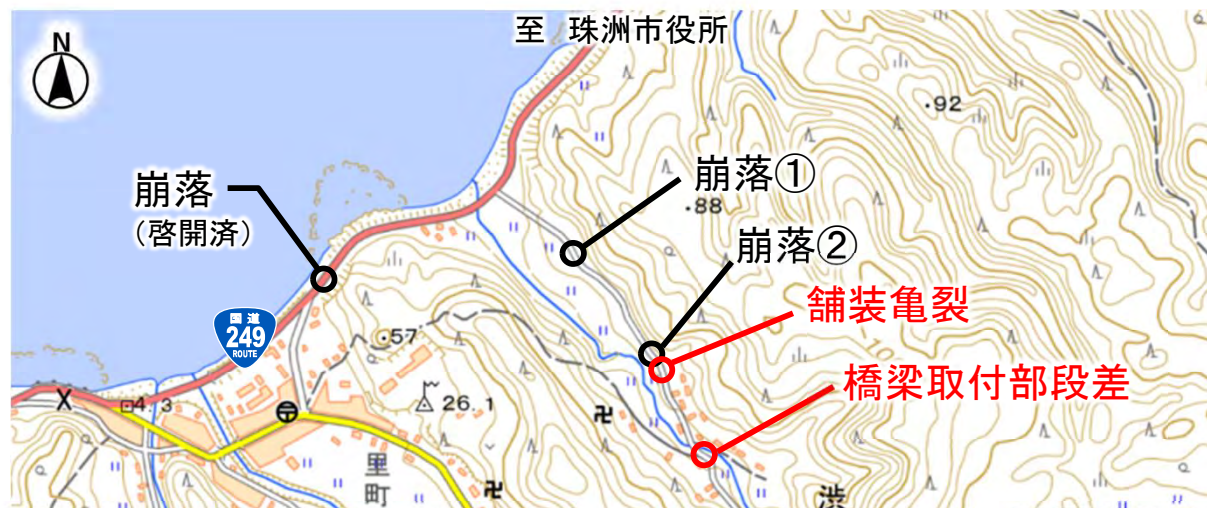 至 珠洲市役所
N
・92
崩落
(啓開済)
崩落①
・88
崩落②
国道
249
ROUTE
舗装亀裂
・57
橋梁取付部段差
4.3
26.1
里町
渋